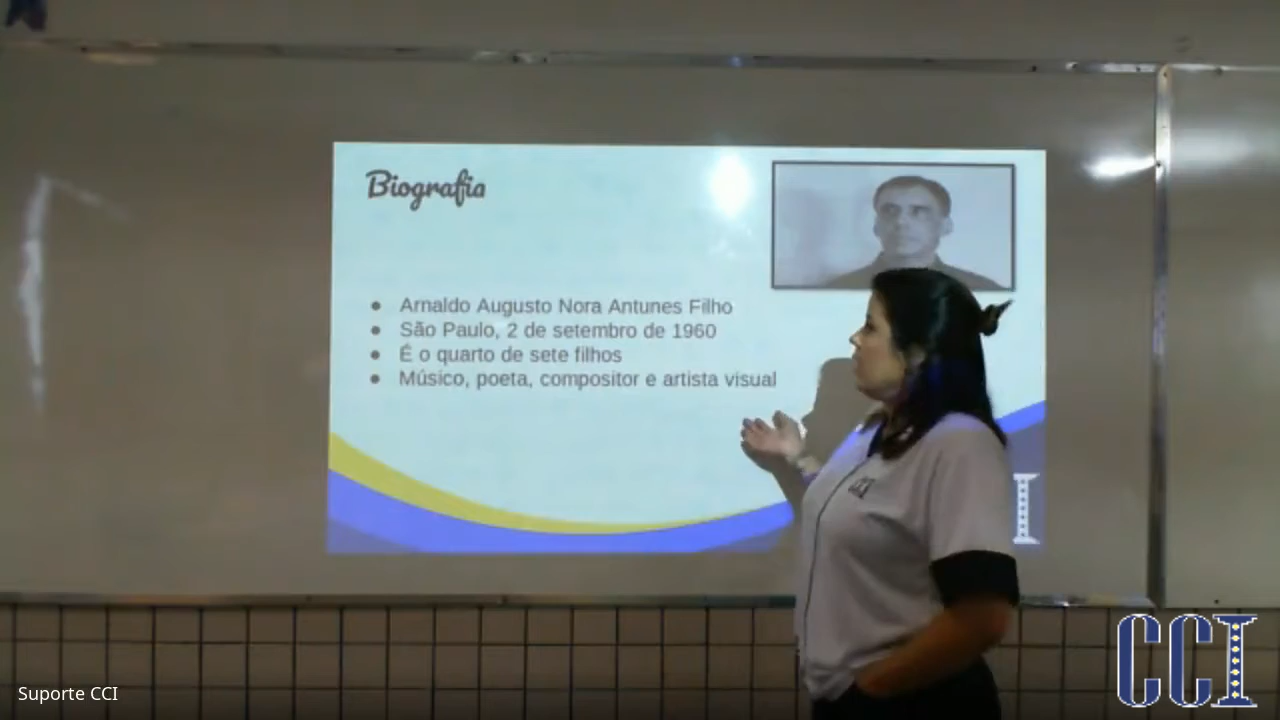 Biografia
Arnaldo Augusto Nora Antunes Filho
São Paulo, 2 de setembro de 1960
É o quarto de sete filhos
Músico, poeta, compositor e artista visual
CCI
I
Suporte CCI
CCI